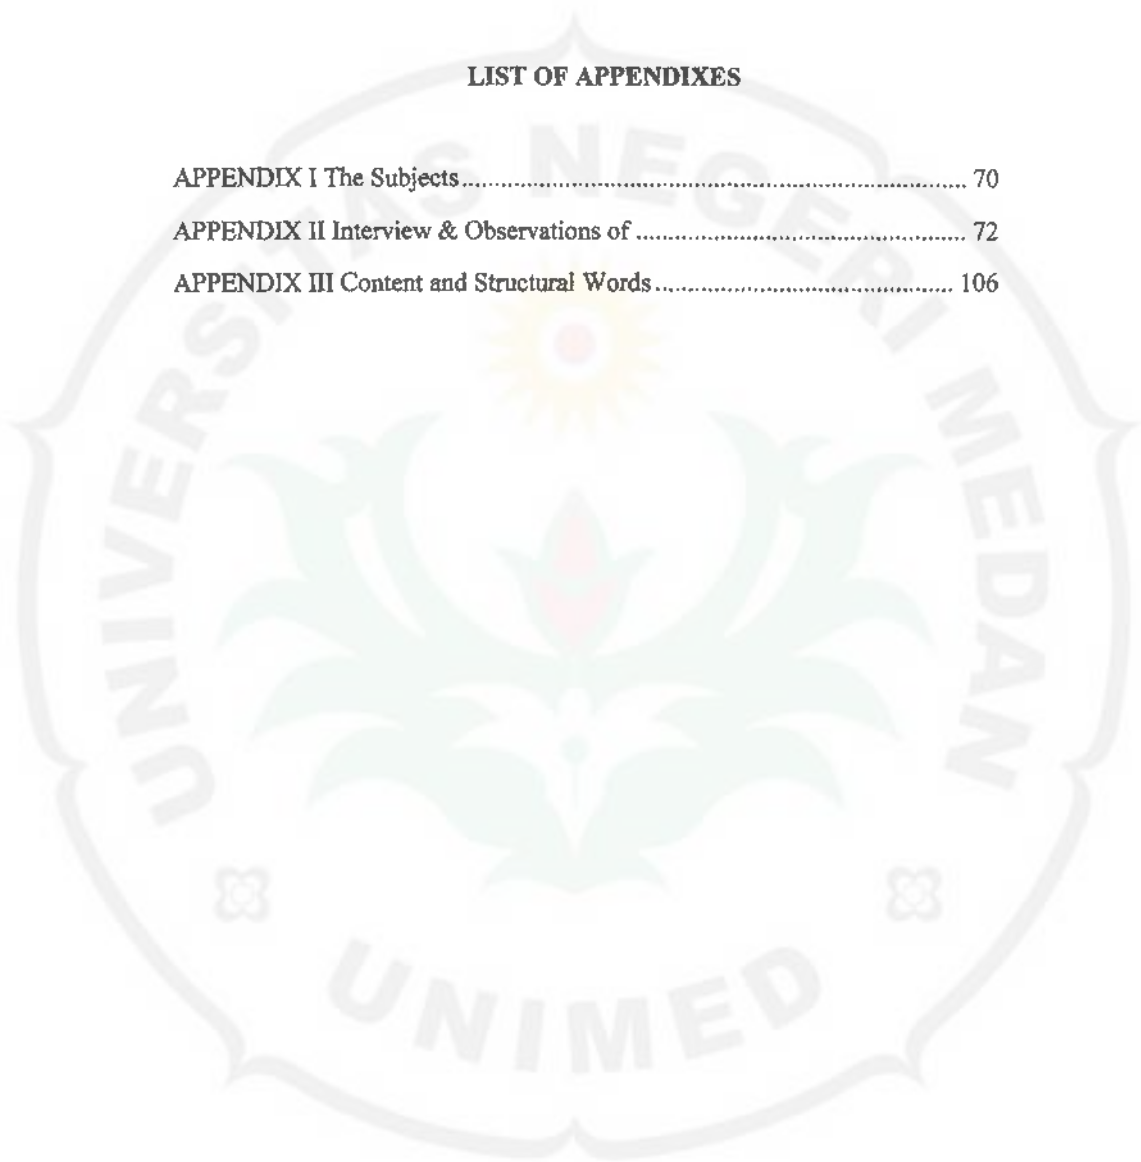 LIST OF APPENDIXES
APPENDIX I The Subjects........................................................................ 70
APPENDIX II Interview & Observations of ............................................... 72
APPENDIX III Content and Structural Words........................................... 106
UNIVERSITAS NEGERI MEDAN
UNIMED